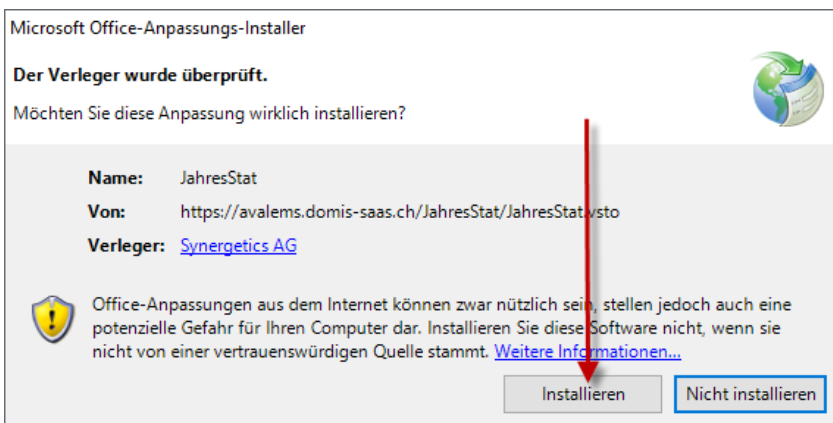 Microsoft Office-Anpassungs-Installer
Der Verleger wurde überprüft.
Möchten Sie diese Anpassung wirklich installieren?
Name: JahresStat
Von: https://avalems.domis-saas.ch/JahresStat/JahresStat.vsto
Verleger: Synergetics AG
Office-Anpassungen aus dem Internet können zwar nützlich sein, stellen jedoch auch eine
potenzielle Gefahr für Ihren Computer dar. Installieren Sie diese Software nicht, wenn sie
nicht von einer vertrauenswürdigen Quelle stammt. Weitere Informationen...
Installieren Nicht installieren